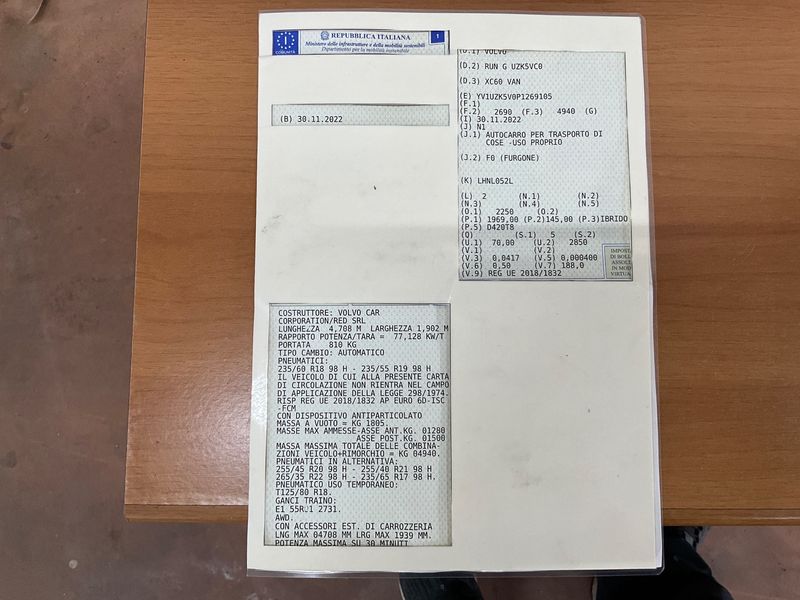 REPUBBLICA ITALIANA
Ministero delle infrastrutture e della mobilità sostenibili
Dipartimento per la mobilità sostenibile
I
COMUNITÀ
1
(B) 30.11.2022
(D.1) VOLVO
(D.2) RUN G UZK5VC0
(D.3) XC60 VAN
(E) YV1UZK5V0P1269105
(F.1)
(F.2) 2690 (F.3) 4940 (G)
(I) 30.11.2022
(J) N1
(J.1) AUTOCARRO PER TRASPORTO DI
COSE -USO PROPRIO
(J.2) F0 (FURGONE)
(K) LHNL052L
(L) 2 (N.1) (N.2)
(N.3) (N.4) (N.5)
(O.1) 2250 (O.2)
(P.1) 1969,00 (P.2)145,00 (P.3)IBRIDO
(P.5) D420T8
(Q) (S.1) 5 (S.2)
(U.1) 70,00 (U.2) 2850
(V.1) (V.2)
(V.3) 0,0417 (V.5) 0,000400
(V.6) 0,50 (V.7) 188,0
(V.9) REG UE 2018/1832
IMPOST
DI BOLL
ASSOLT
IN MOD
VIRTUA
COSTRUTTORE: VOLVO CAR
CORPORATION/RED SRL
LUNGHEZZA 4,708 M LARGHEZZA 1,902 M
RAPPORTO POTENZA/TARA = 77,128 KW/T
PORTATA 810 KG
TIPO CAMBIO: AUTOMATICO
PNEUMATICI:
235/60 R18 98 H - 235/55 R19 98 H
IL VEICOLO DI CUI ALLA PRESENTE CARTA
DI CIRCOLAZIONE NON RIENTRA NEL CAMPO
DI APPLICAZIONE DELLA LEGGE 298/1974.
RISP REG UE 2018/1832 AP EURO 6D-ISC
-FCM
CON DISPOSITIVO ANTIPARTICOLATO
MASSA A VUOTO = KG 1805.
MASSE MAX AMMESSE-ASSE ANT.KG. 01280
ASSE POST.KG. 01500
MASSA MASSIMA TOTALE DELLE COMBINA-
ZIONI VEICOLO+RIMORCHIO = KG 04940.
PNEUMATICI IN ALTERNATIVA:
255/45 R20 98 H - 255/40 R21 98 H
265/35 R22 98 H - 235/65 R17 98 H.
PNEUMATICO USO TEMPORANEO:
T125/80 R18.
GANCI TRAINO:
E1 55R01 2731.
AWD.
CON ACCESSORI EST. DI CARROZZERIA
LNG MAX 04708 MM LRG MAX 1939 MM.
POTENZA MASSIMA SU 30 MINUTI